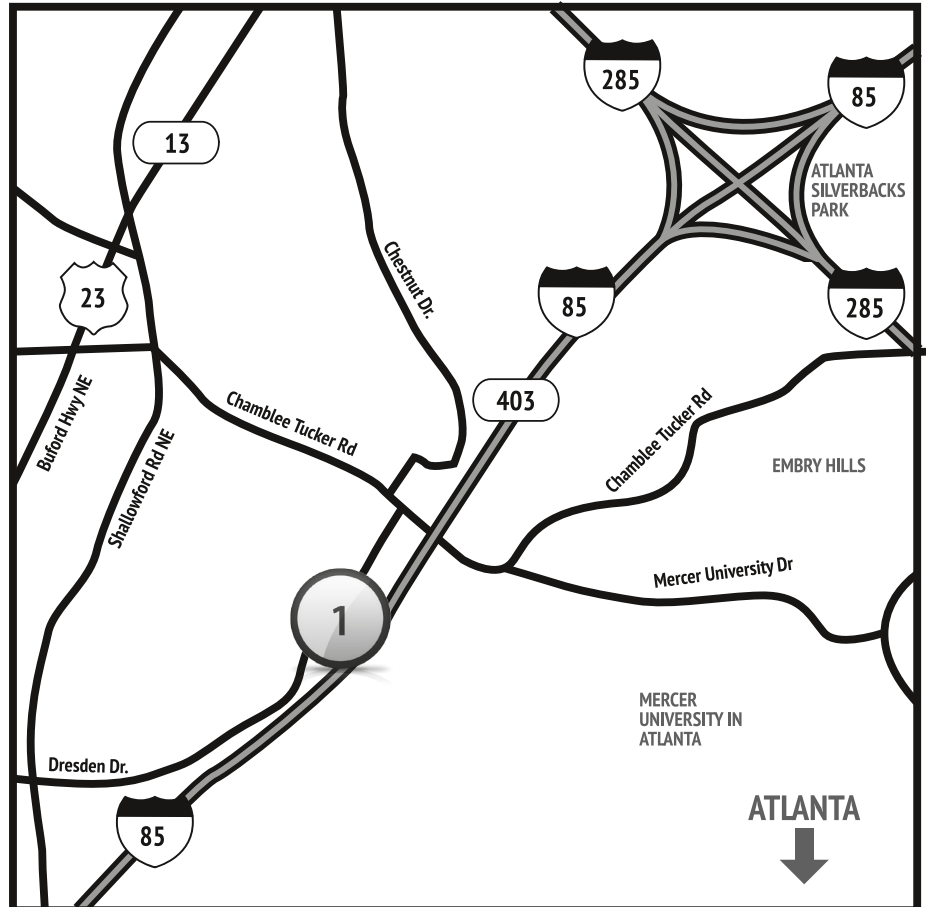 285
85
13
ATLANTA
SILVERBACKS
PARK
Chestnut Dr.
23
85
285
403
Buford Hwy NE
Shallowford Rd NE
Chamblee Tucker Rd
Chamblee Tucker Rd
EMBRY HILLS
Mercer University Dr
1
MERCER
UNIVERSITY IN
ATLANTA
Dresden Dr.
ATLANTA
85